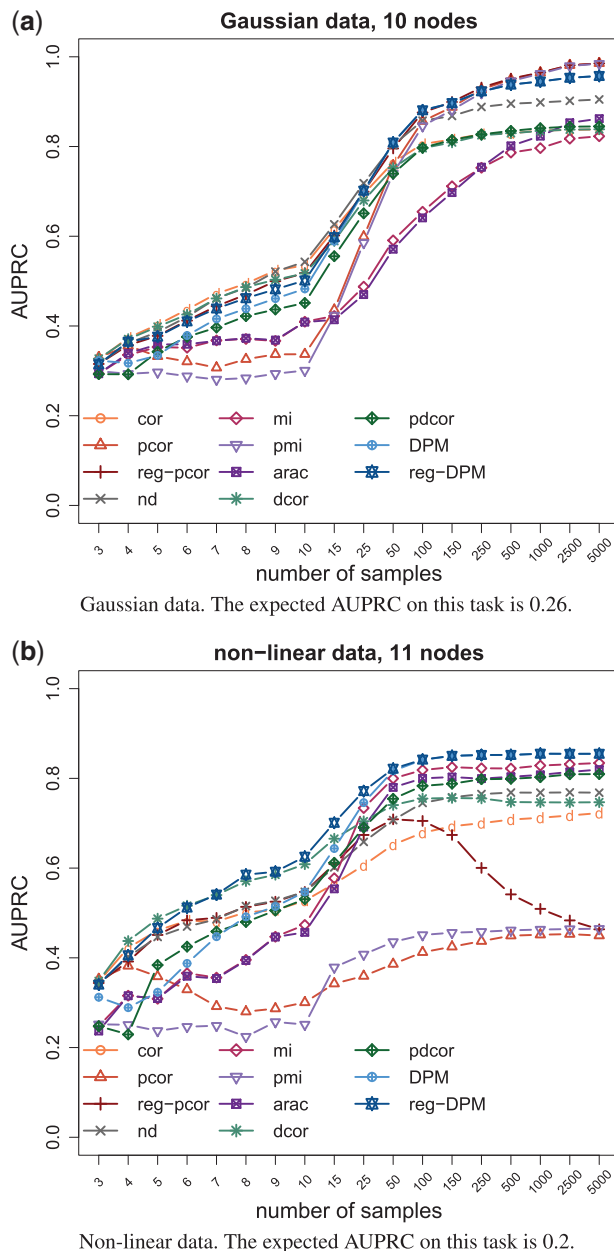 (a)
Gaussian data, 10 nodes
AUPRC
1.0
0.8
0.6
0.4
0.2
0.0
cor
pcor
reg−pcor
nd
mi
pmi
arac
dcor
pdcor
DPM
reg−DPM
3 4 5 6 7 8 9 10 15 25 50 100 150 250 500 1000 2500 5000
number of samples
Gaussian data. The expected AUPRC on this task is 0.26.
(b)
non−linear data, 11 nodes
AUPRC
1.0
0.8
0.6
0.4
0.2
0.0
d d d d d d d d d
cor
pcor
reg−pcor
nd
mi
pmi
arac
dcor
pdcor
DPM
reg−DPM
3 4 5 6 7 8 9 10 15 25 50 100 150 250 500 1000 2500 5000
number of samples
Non-linear data. The expected AUPRC on this task is 0.2.